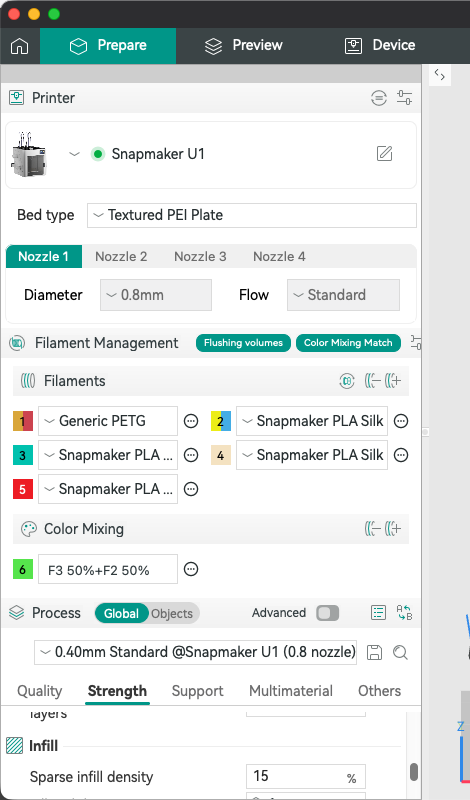 Prepare
Preview
Device
Printer
Snapmaker U1
Bed type
Textured PEI Plate
Nozzle 1
Nozzle 2
Nozzle 3
Nozzle 4
Diameter
0.8mm
Flow
Standard
Filament Management
Flushing volumes
Color Mixing Match
Filaments
1 Generic PETG
2 Snapmaker PLA Silk
3 Snapmaker PLA ...
4 Snapmaker PLA Silk
5 Snapmaker PLA ...
Color Mixing
6 F3 50%+F2 50%
Process
Global
Objects
Advanced
0.40mm Standard @Snapmaker U1 (0.8 nozzle)
Quality
Strength
Support
Multimaterial
Others
layers
Infill
Sparse infill density
15 %
Z